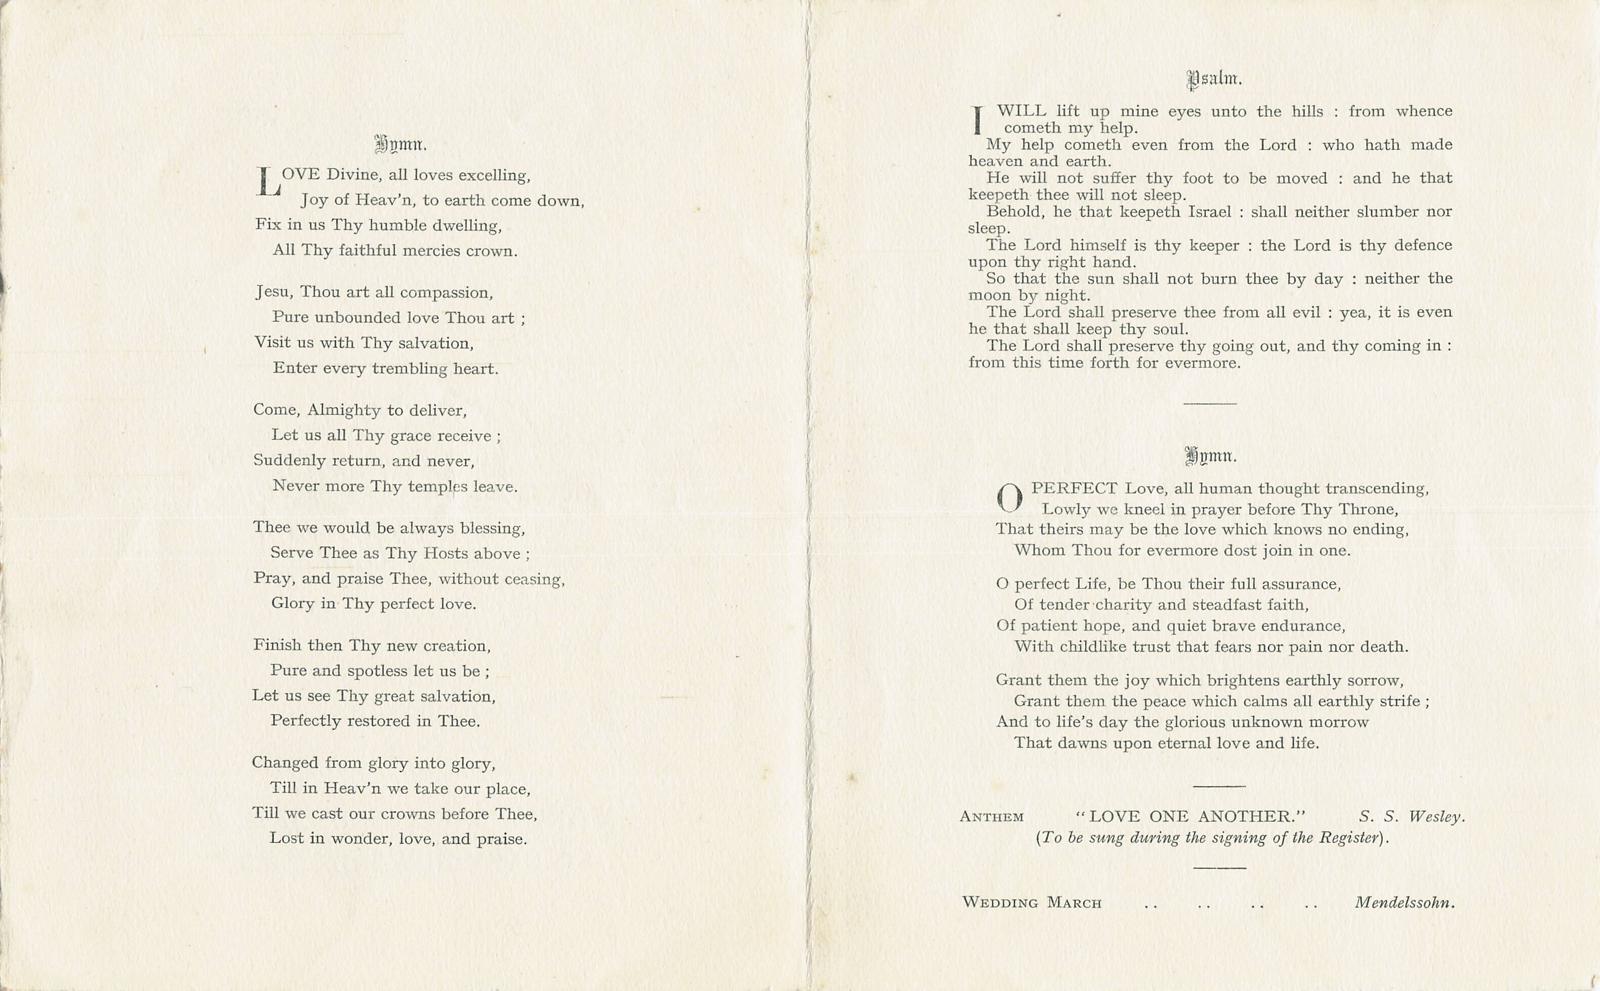 Hymn.
LOVE Divine, all loves excelling,
Joy of Heav'n, to earth come down,
Fix in us Thy humble dwelling,
All Thy faithful mercies crown.
Jesu, Thou art all compassion,
Pure unbounded love Thou art ;
Visit us with Thy salvation,
Enter every trembling heart.
Come, Almighty to deliver,
Let us all Thy grace receive ;
Suddenly return, and never,
Never more Thy temples leave.
Thee we would be always blessing,
Serve Thee as Thy Hosts above ;
Pray, and praise Thee, without ceasing,
Glory in Thy perfect love.
Finish then Thy new creation,
Pure and spotless let us be ;
Let us see Thy great salvation,
Perfectly restored in Thee.
Changed from glory into glory,
Till in Heav'n we take our place,
Till we cast our crowns before Thee,
Lost in wonder, love, and praise.
Psalm.
I WILL lift up mine eyes unto the hills : from whence
cometh my help.
My help cometh even from the Lord : who hath made
heaven and earth.
He will not suffer thy foot to be moved : and he that
keepeth thee will not sleep.
Behold, he that keepeth Israel : shall neither slumber nor
sleep.
The Lord himself is thy keeper : the Lord is thy defence
upon thy right hand.
So that the sun shall not burn thee by day : neither the
moon by night.
The Lord shall preserve thee from all evil : yea, it is even
he that shall keep thy soul.
The Lord shall preserve thy going out, and thy coming in :
from this time forth for evermore.
Hymn.
O PERFECT Love, all human thought transcending,
Lowly we kneel in prayer before Thy Throne,
That theirs may be the love which knows no ending,
Whom Thou for evermore dost join in one.
O perfect Life, be Thou their full assurance,
Of tender charity and steadfast faith,
Of patient hope, and quiet brave endurance,
With childlike trust that fears nor pain nor death.
Grant them the joy which brightens earthly sorrow,
Grant them the peace which calms all earthly strife ;
And to life's day the glorious unknown morrow
That dawns upon eternal love and life.
ANTHEM "LOVE ONE ANOTHER." S. S. Wesley.
(To be sung during the signing of the Register).
WEDDING MARCH .. .. .. .. Mendelssohn.